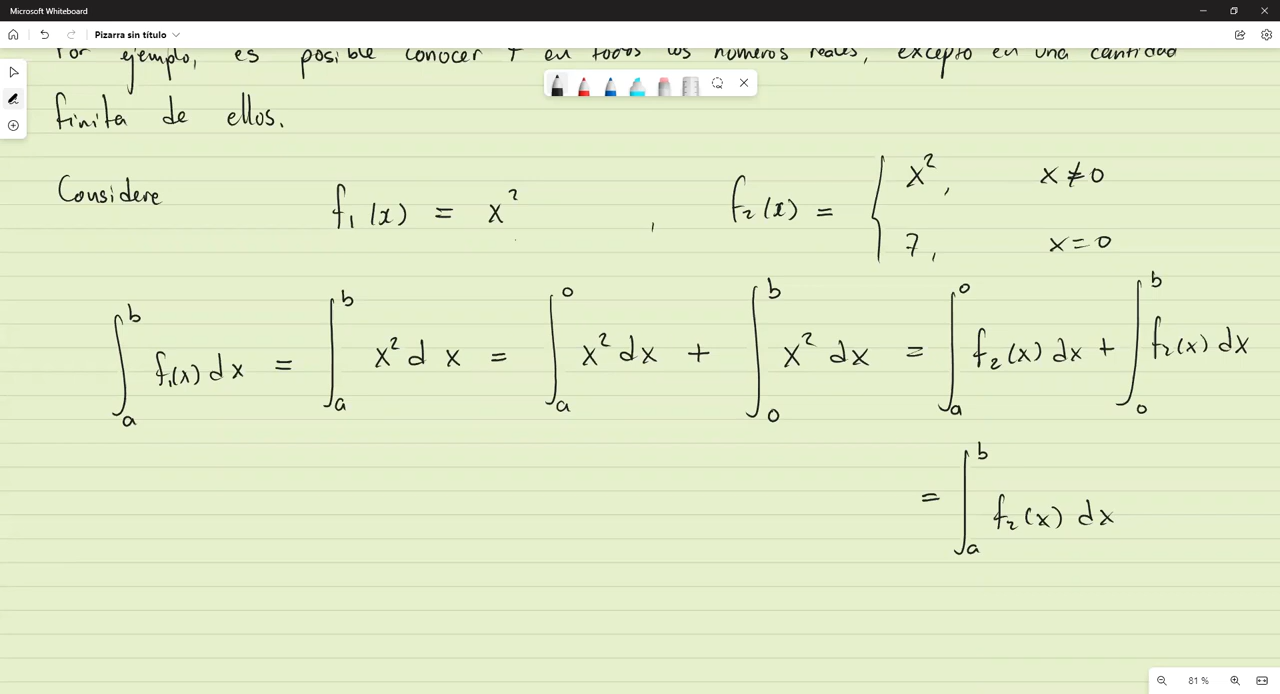 Microsoft Whiteboard
Pizarra sin título
Por ejemplo, es posible conocer f en todos los números reales, excepto en una cantidad
finita de ellos.
Considere f₁(x) = x² , f₂(x) = { x², x ≠ 0
7, x = 0
∫ₐᵇ f₁(x) dx = ∫ₐᵇ x² dx = ∫ₐ⁰ x² dx + ∫₀ᵇ x² dx = ∫ₐ⁰ f₂(x) dx + ∫₀ᵇ f₂(x) dx
= ∫ₐᵇ f₂(x) dx
81 %